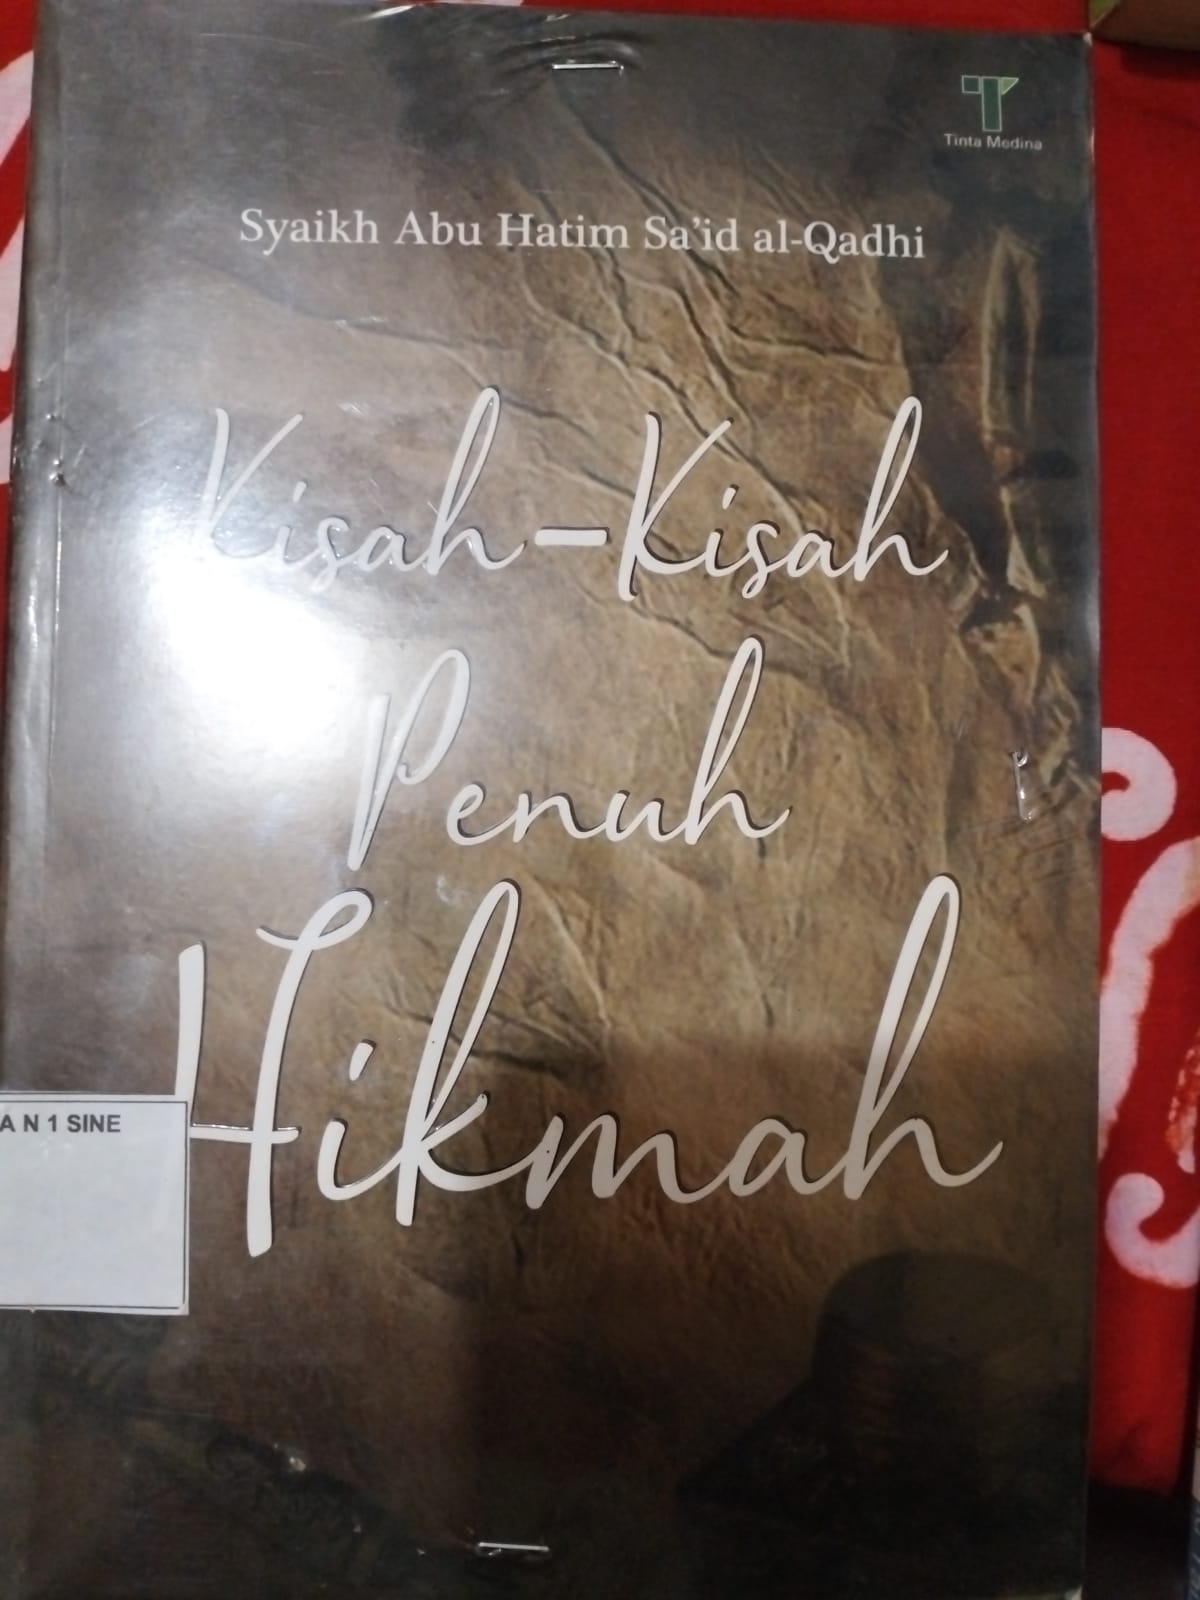 Tinta Medina
Syaikh Abu Hatim Sa'id al-Qadhi
Kisah-Kisah
Penuh
Hikmah
A N 1 SINE